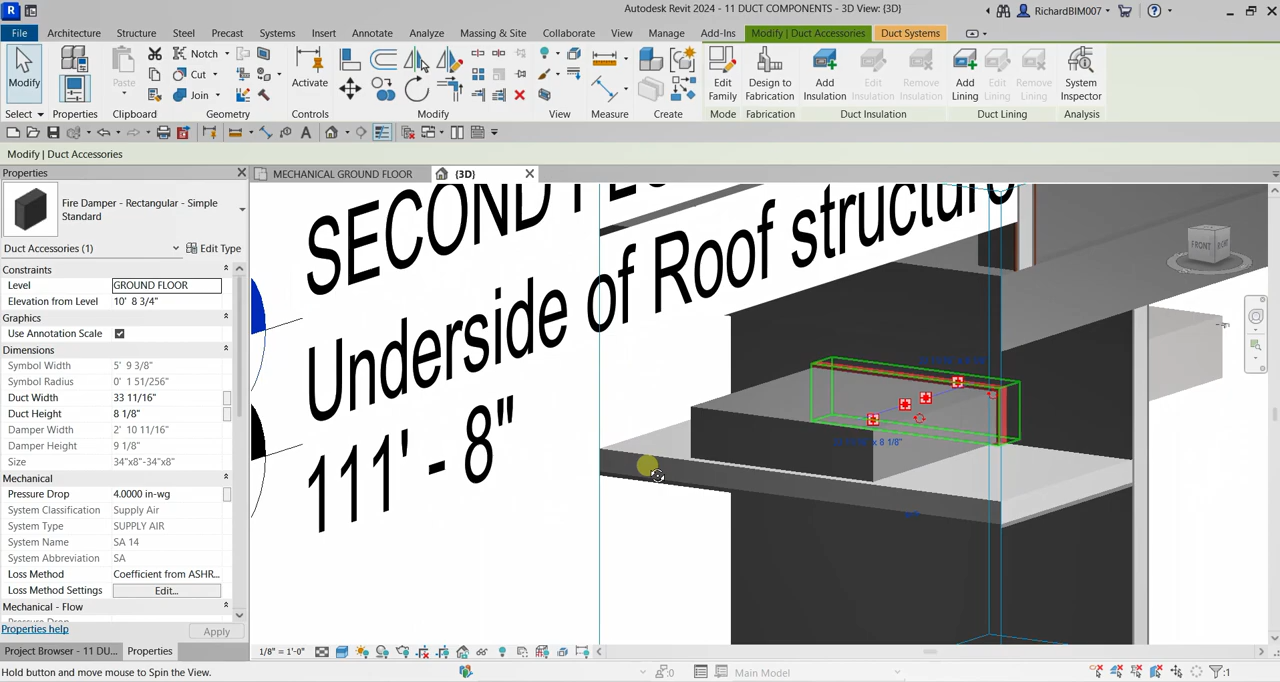 Autodesk Revit 2024 - 11 DUCT COMPONENTS - 3D View: {3D}
RichardBIM007
File Architecture Structure Steel Precast Systems Insert Annotate Analyze Massing & Site Collaborate View Manage Add-Ins Modify | Duct Accessories Duct Systems
Modify
Paste
Notch
Cut
Join
Activate
Edit Family
Design to Fabrication
Add Insulation
Edit Insulation
Remove Insulation
Add Lining
Edit Lining
Remove Lining
System Inspector
Select Properties Clipboard Geometry Controls Modify View Measure Create Mode Fabrication Duct Insulation Duct Lining Analysis
Modify | Duct Accessories
Properties
MECHANICAL GROUND FLOOR
{3D}
Fire Damper - Rectangular - Simple
Standard
Duct Accessories (1)
Edit Type
Constraints
Level GROUND FLOOR
Elevation from Level 10' 8 3/4"
Graphics
Use Annotation Scale
Dimensions
Symbol Width 5' 9 3/8"
Symbol Radius 0' 1 51/256"
Duct Width 33 11/16"
Duct Height 8 1/8"
Damper Width 2' 10 11/16"
Damper Height 9 1/8"
Size 34"x8"-34"x8"
Mechanical
Pressure Drop 4.0000 in-wg
System Classification Supply Air
System Type SUPPLY AIR
System Name SA 14
System Abbreviation SA
Loss Method Coefficient from ASHR...
Loss Method Settings Edit...
Mechanical - Flow
Properties help
Apply
Project Browser - 11 DU...
Properties
SECOND
Underside of Roof structure
111' - 8"
x 8 1/8"
FRONT
1/8" = 1'-0"
Hold button and move mouse to Spin the View.
:0
Main Model
:1